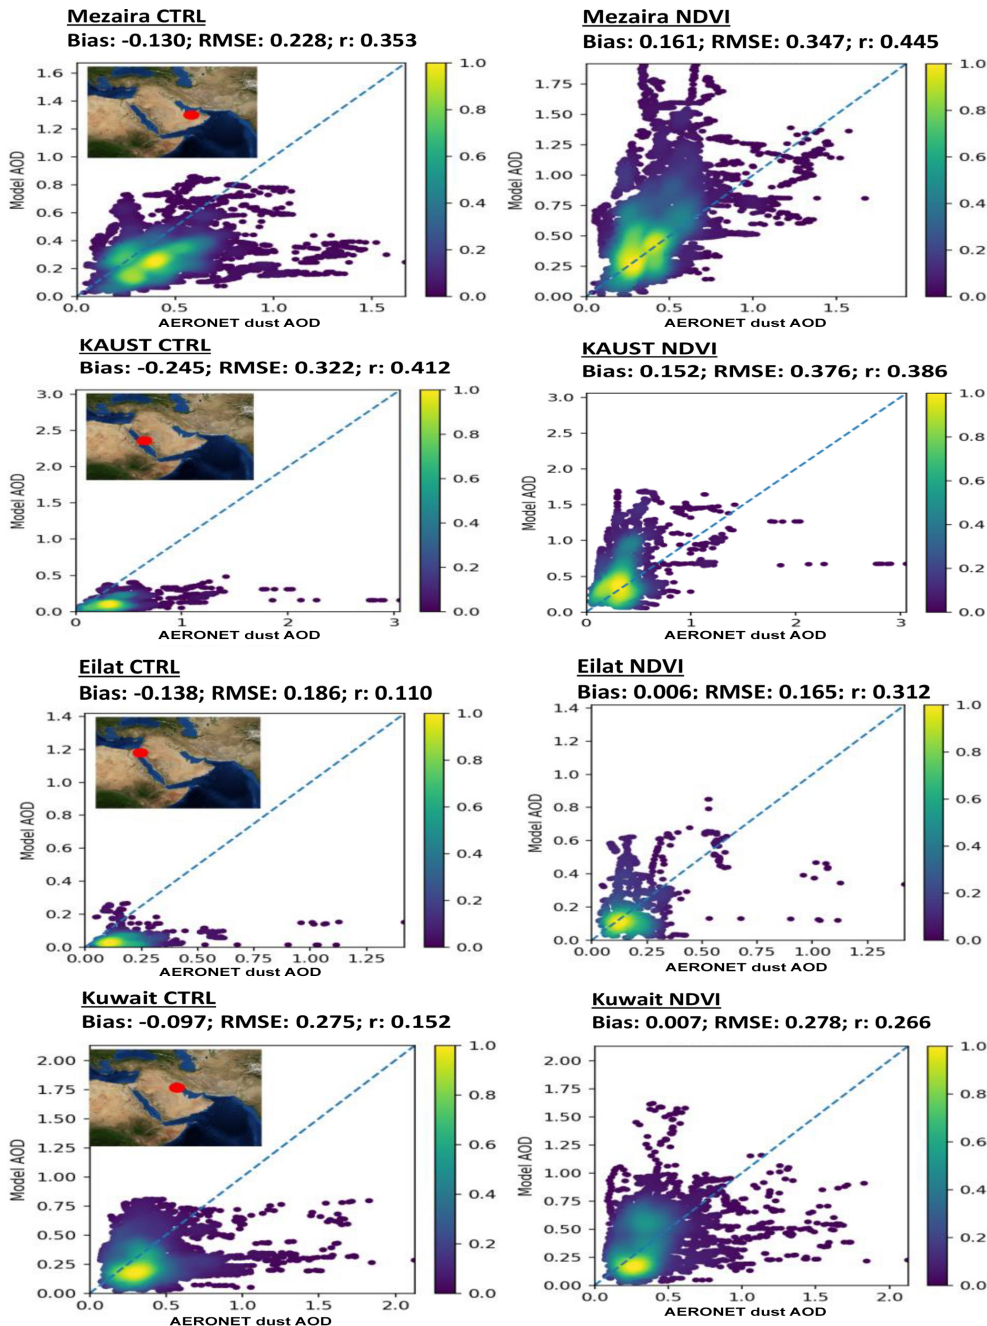 Mezaira CTRL
Bias: -0.130; RMSE: 0.228; r: 0.353
Model AOD
1.6
1.4
1.2
1.0
0.8
0.6
0.4
0.2
0.0
0.0 0.5 1.0 1.5
AERONET dust AOD
1.0
0.8
0.6
0.4
0.2
0.0
Mezaira NDVI
Bias: 0.161; RMSE: 0.347; r: 0.445
Model AOD
1.75
1.50
1.25
1.00
0.75
0.50
0.25
0.00
0.0 0.5 1.0 1.5
AERONET dust AOD
1.0
0.8
0.6
0.4
0.2
0.0
KAUST CTRL
Bias: -0.245; RMSE: 0.322; r: 0.412
Model AOD
3.0
2.5
2.0
1.5
1.0
0.5
0.0
0 1 2 3
AERONET dust AOD
1.0
0.8
0.6
0.4
0.2
0.0
KAUST NDVI
Bias: 0.152; RMSE: 0.376; r: 0.386
Model AOD
3.0
2.5
2.0
1.5
1.0
0.5
0.0
0 1 2 3
AERONET dust AOD
1.0
0.8
0.6
0.4
0.2
0.0
Eilat CTRL
Bias: -0.138; RMSE: 0.186; r: 0.110
Model AOD
1.4
1.2
1.0
0.8
0.6
0.4
0.2
0.0
0.00 0.25 0.50 0.75 1.00 1.25
AERONET dust AOD
1.0
0.8
0.6
0.4
0.2
0.0
Eilat NDVI
Bias: 0.006; RMSE: 0.165: r: 0.312
Model AOD
1.4
1.2
1.0
0.8
0.6
0.4
0.2
0.0
0.00 0.25 0.50 0.75 1.00 1.25
AERONET dust AOD
1.0
0.8
0.6
0.4
0.2
0.0
Kuwait CTRL
Bias: -0.097; RMSE: 0.275; r: 0.152
Model AOD
2.00
1.75
1.50
1.25
1.00
0.75
0.50
0.25
0.00
0.0 0.5 1.0 1.5 2.0
AERONET dust AOD
1.0
0.8
0.6
0.4
0.2
0.0
Kuwait NDVI
Bias: 0.007; RMSE: 0.278; r: 0.266
Model AOD
2.00
1.75
1.50
1.25
1.00
0.75
0.50
0.25
0.00
0.0 0.5 1.0 1.5 2.0
AERONET dust AOD
1.0
0.8
0.6
0.4
0.2
0.0